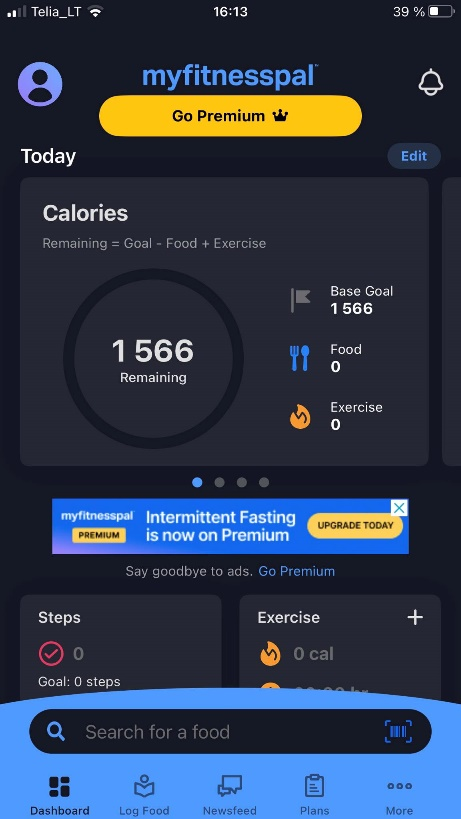 Telia_LT 16:13 39 %
myfitnesspal
Go Premium
Today Edit
Calories
Remaining = Goal - Food + Exercise
Base Goal
1 566
1 566
Remaining
Food
0
Exercise
0
myfitnesspal
PREMIUM
Intermittent Fasting
is now on Premium
UPGRADE TODAY
Say goodbye to ads. Go Premium
Steps
0
Goal: 0 steps
Exercise +
0 cal
Search for a food
Dashboard Log Food Newsfeed Plans More